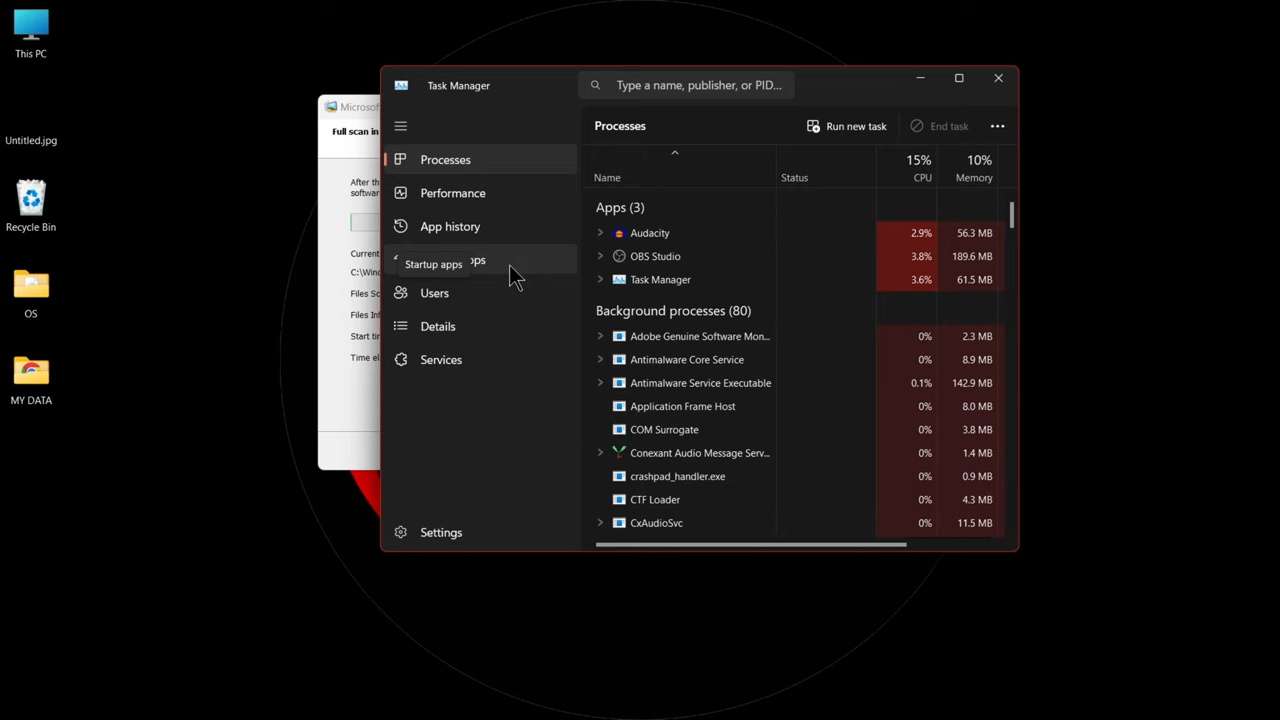 This PC
Untitled.jpg
Recycle Bin
OS
MY DATA
Full scan in
After th
softwar
Current
C:\Wind
Files Sc
Files Inf
Start tin
Time el
Task Manager
Type a name, publisher, or PID...
Processes
Performance
App history
Startup apps
Users
Details
Services
Settings
Processes
Run new task
End task
Name
Status
15%
CPU
10%
Memory
Apps (3)
Audacity 2.9% 56.3 MB
OBS Studio 3.8% 189.6 MB
Task Manager 3.6% 61.5 MB
Background processes (80)
Adobe Genuine Software Mon... 0% 2.3 MB
Antimalware Core Service 0% 8.9 MB
Antimalware Service Executable 0.1% 142.9 MB
Application Frame Host 0% 8.0 MB
COM Surrogate 0% 3.8 MB
Conexant Audio Message Serv... 0% 1.4 MB
crashpad_handler.exe 0% 0.9 MB
CTF Loader 0% 4.3 MB
CxAudioSvc 0% 11.5 MB